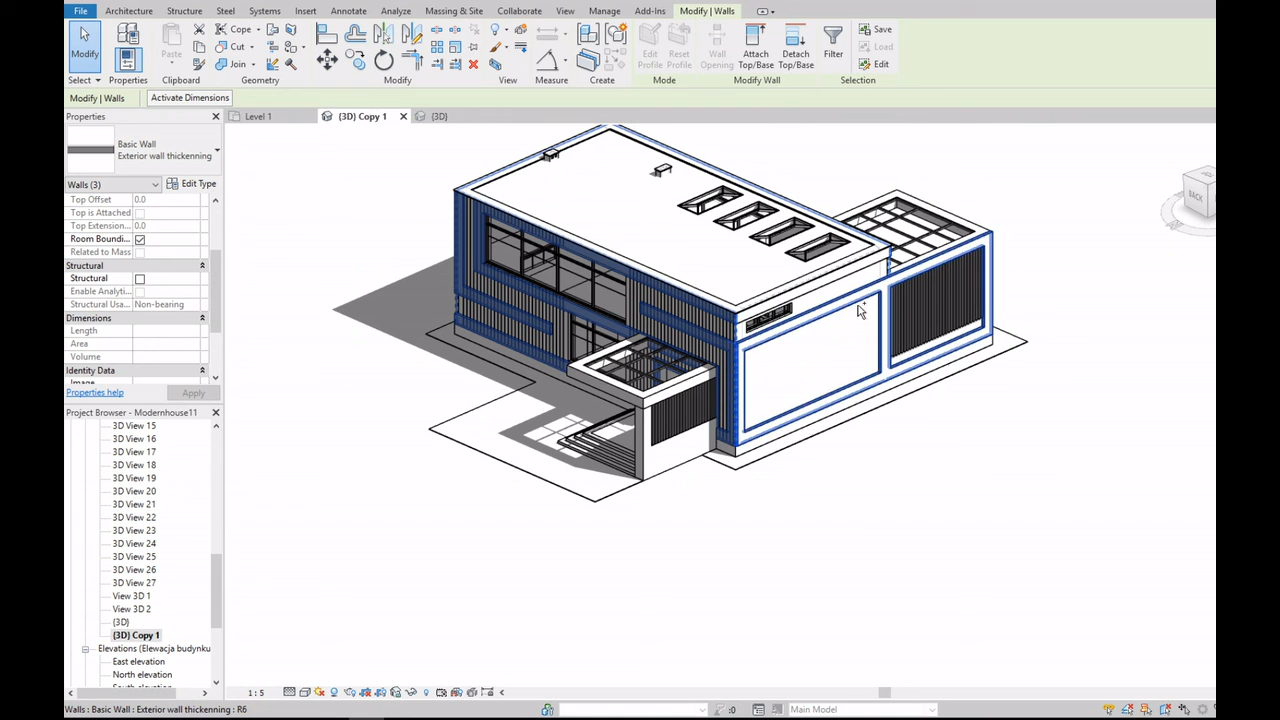 File Architecture Structure Steel Systems Insert Annotate Analyze Massing & Site Collaborate View Manage Add-Ins Modify | Walls
Modify
Select
Properties
Paste
Clipboard
Cope
Cut
Join
Geometry
Modify
View
Measure
Create
Edit Profile
Reset Profile
Mode
Wall Opening
Attach Top/Base
Detach Top/Base
Modify Wall
Filter
Save
Load
Edit
Selection
Modify | Walls Activate Dimensions
Properties
Level 1 {3D} Copy 1 {3D}
Basic Wall
Exterior wall thickenning
Walls (3) Edit Type
Top Offset 0.0
Top is Attached
Top Extension... 0.0
Room Boundi...
Related to Mass
Structural
Structural
Enable Analyti...
Structural Usa... Non-bearing
Dimensions
Length
Area
Volume
Identity Data
Properties help Apply
Project Browser - Modernhouse11
3D View 15
3D View 16
3D View 17
3D View 18
3D View 19
3D View 20
3D View 21
3D View 22
3D View 23
3D View 24
3D View 25
3D View 26
3D View 27
View 3D 1
View 3D 2
{3D}
{3D} Copy 1
Elevations (Elewacja budynku
East elevation
North elevation
BACK
1 : 5
Walls : Basic Wall : Exterior wall thickenning : R6
:0
Main Model